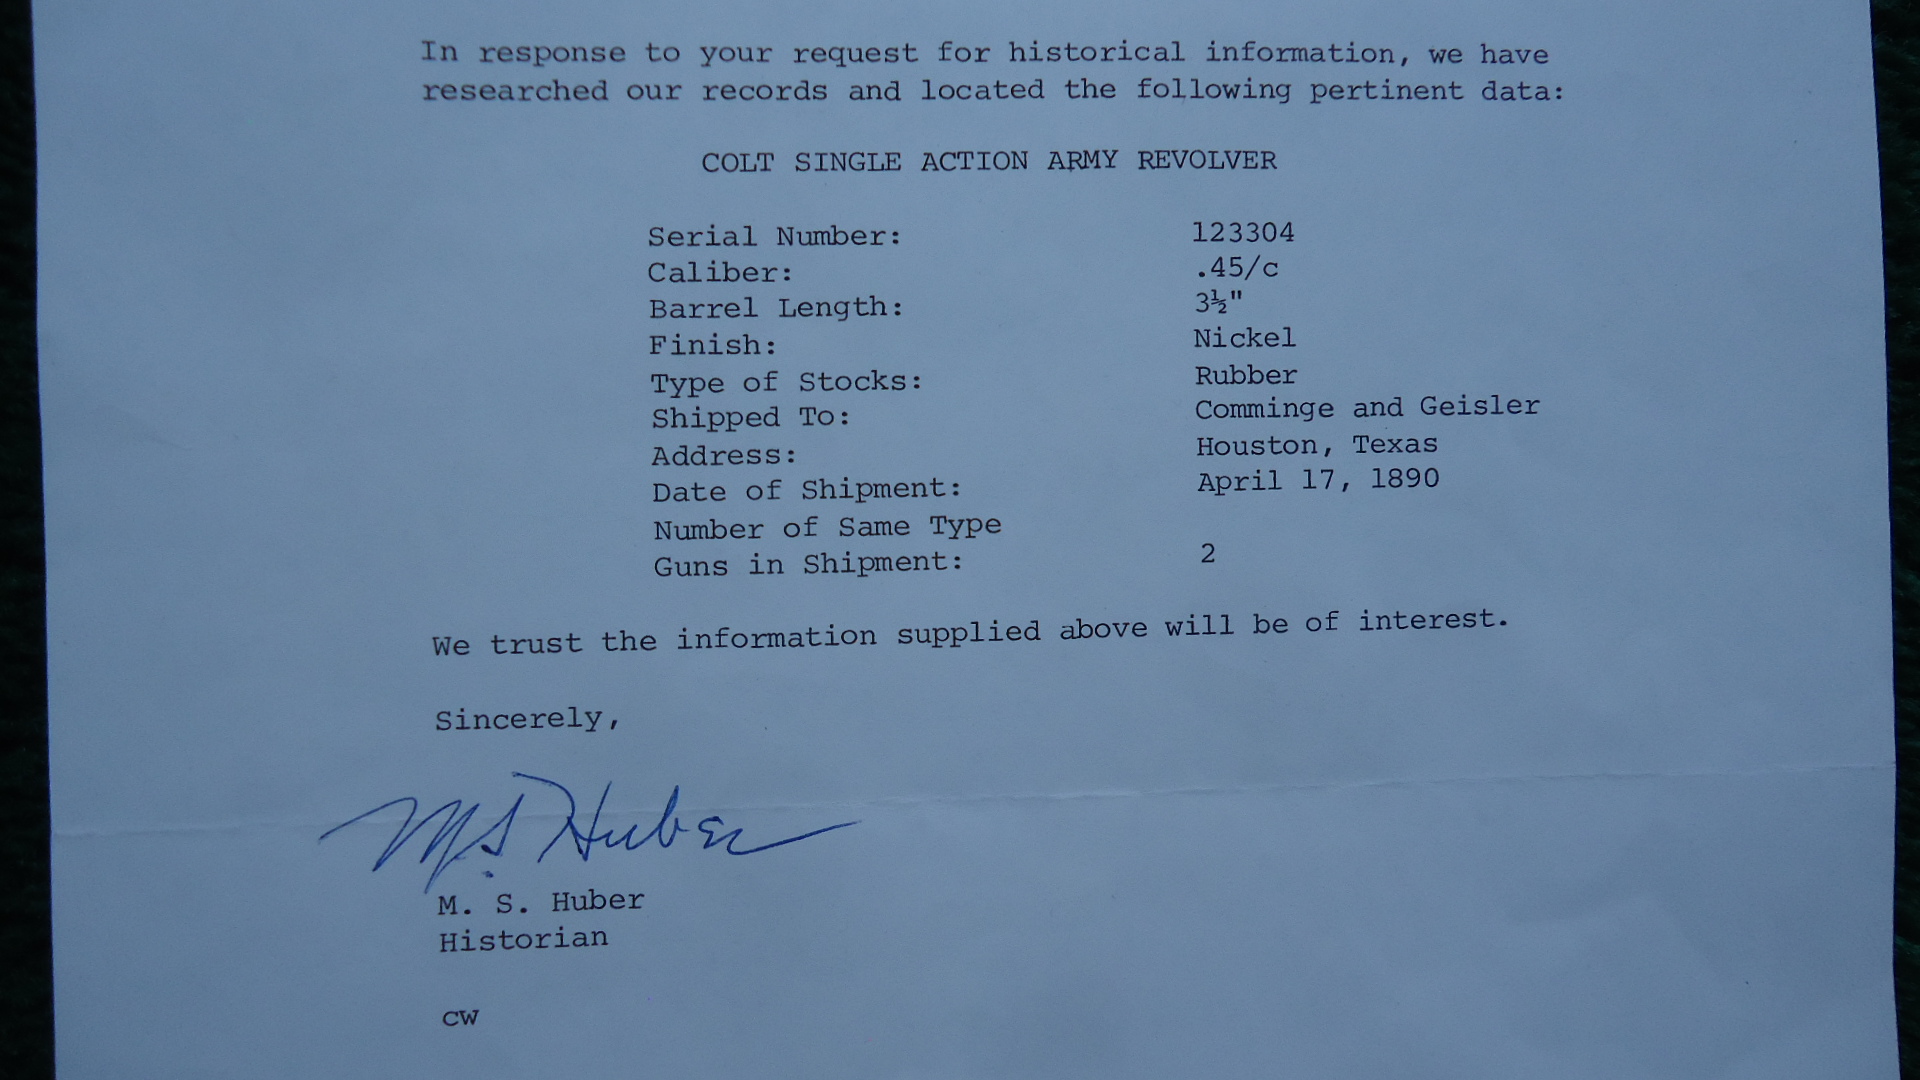 In response to your request for historical information, we have
researched our records and located the following pertinent data:
COLT SINGLE ACTION ARMY REVOLVER
Serial Number: 123304
Caliber: .45/c
Barrel Length: 3½"
Finish: Nickel
Type of Stocks: Rubber
Shipped To: Comminge and Geisler
Address: Houston, Texas
Date of Shipment: April 17, 1890
Number of Same Type
Guns in Shipment: 2
We trust the information supplied above will be of interest.
Sincerely,
M.S Huber
M. S. Huber
Historian
CW